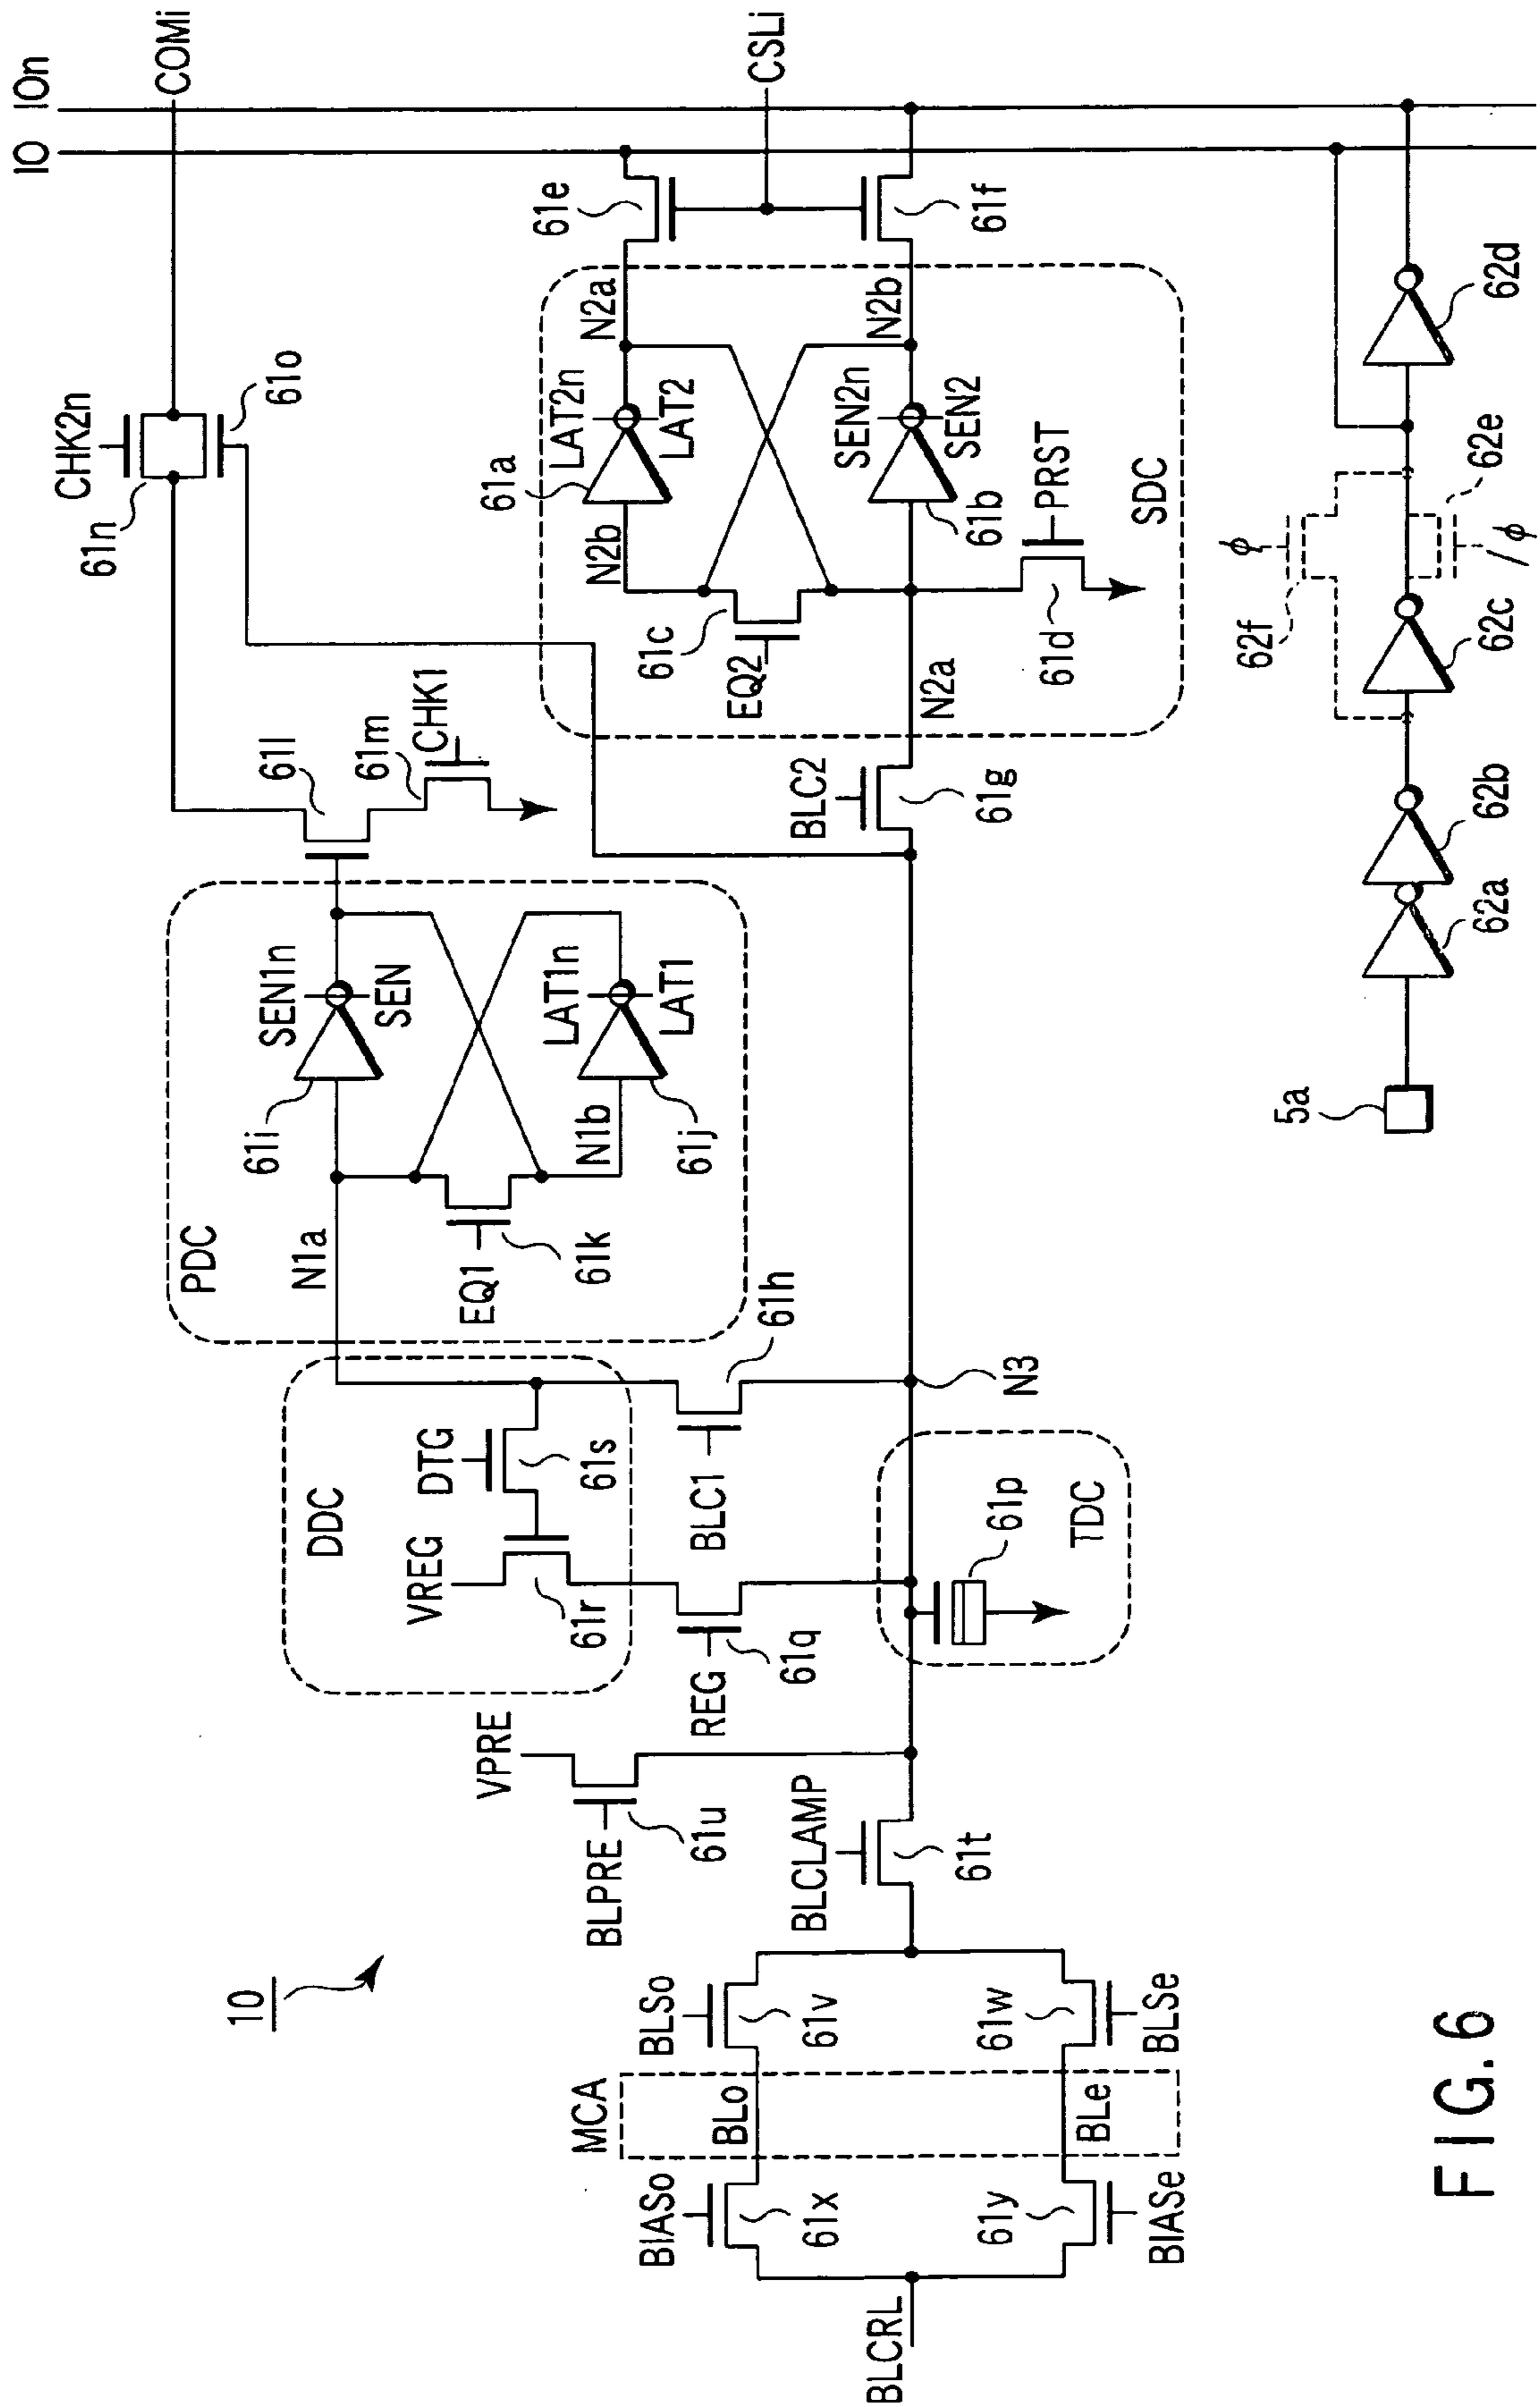 10
BLCRL
BIASo
61x
61y
BIASe
MCA
BLo
BLe
BLSo
61v
61w
BLSe
BLCLAMP
61t
VPRE
BLPRE
61u
DDC
VREG
DTG
61r
61s
REG
61q
BLC1
61h
TDC
61p
N3
PDC
N1a
EQ1
61k
61i
SEN1n
SEN
N1b
LAT1n
LAT1
61j
61l
61m
CHK1
CHK2n
61n
61o
COMi
BLC2
61g
N2a
EQ2
61c
N2b
61a
LAT2n
LAT2
N2a
SEN2n
SEN2
61b
N2b
61d
PRST
SDC
61e
61f
CSLi
IO
IOn
5a
62a
62b
62c
62f
φ
62e
/φ
62d
FIG. 6